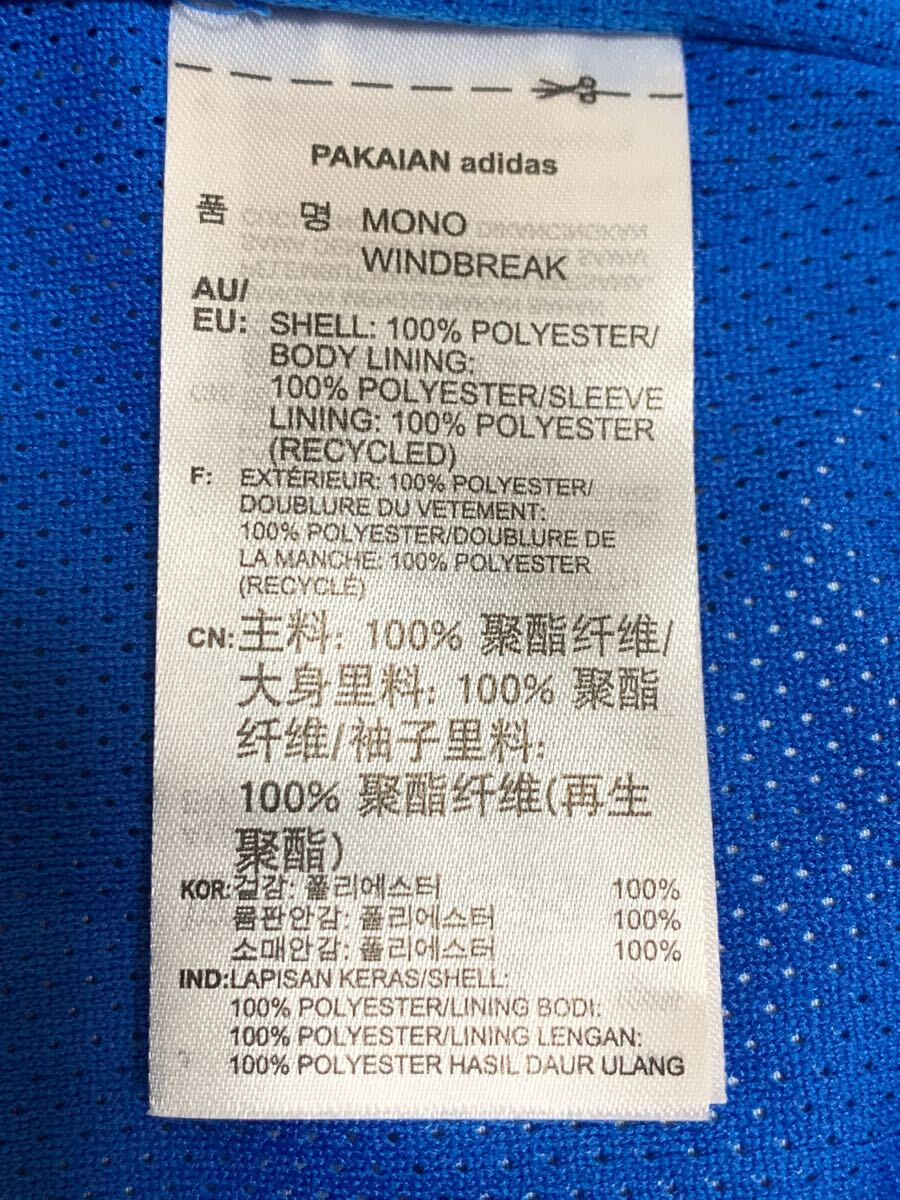 PAKAIAN adidas
품 명 MONO
WINDBREAK
AU/
EU: SHELL: 100% POLYESTER/
BODY LINING:
100% POLYESTER/SLEEVE
LINING: 100% POLYESTER
(RECYCLED)
F: EXTÉRIEUR: 100% POLYESTER/
DOUBLURE DU VETEMENT:
100% POLYESTER/DOUBLURE DE
LA MANCHE: 100% POLYESTER
(RECYCLÉ)
CN: 主料: 100% 聚酯纤维/
大身里料: 100% 聚酯
纤维/袖子里料:
100% 聚酯纤维(再生
聚酯)
KOR: 겉감: 폴리에스터 100%
몸판안감: 폴리에스터 100%
소매안감: 폴리에스터 100%
IND:LAPISAN KERAS/SHELL:
100% POLYESTER/LINING BODI:
100% POLYESTER/LINING LENGAN:
100% POLYESTER HASIL DAUR ULANG